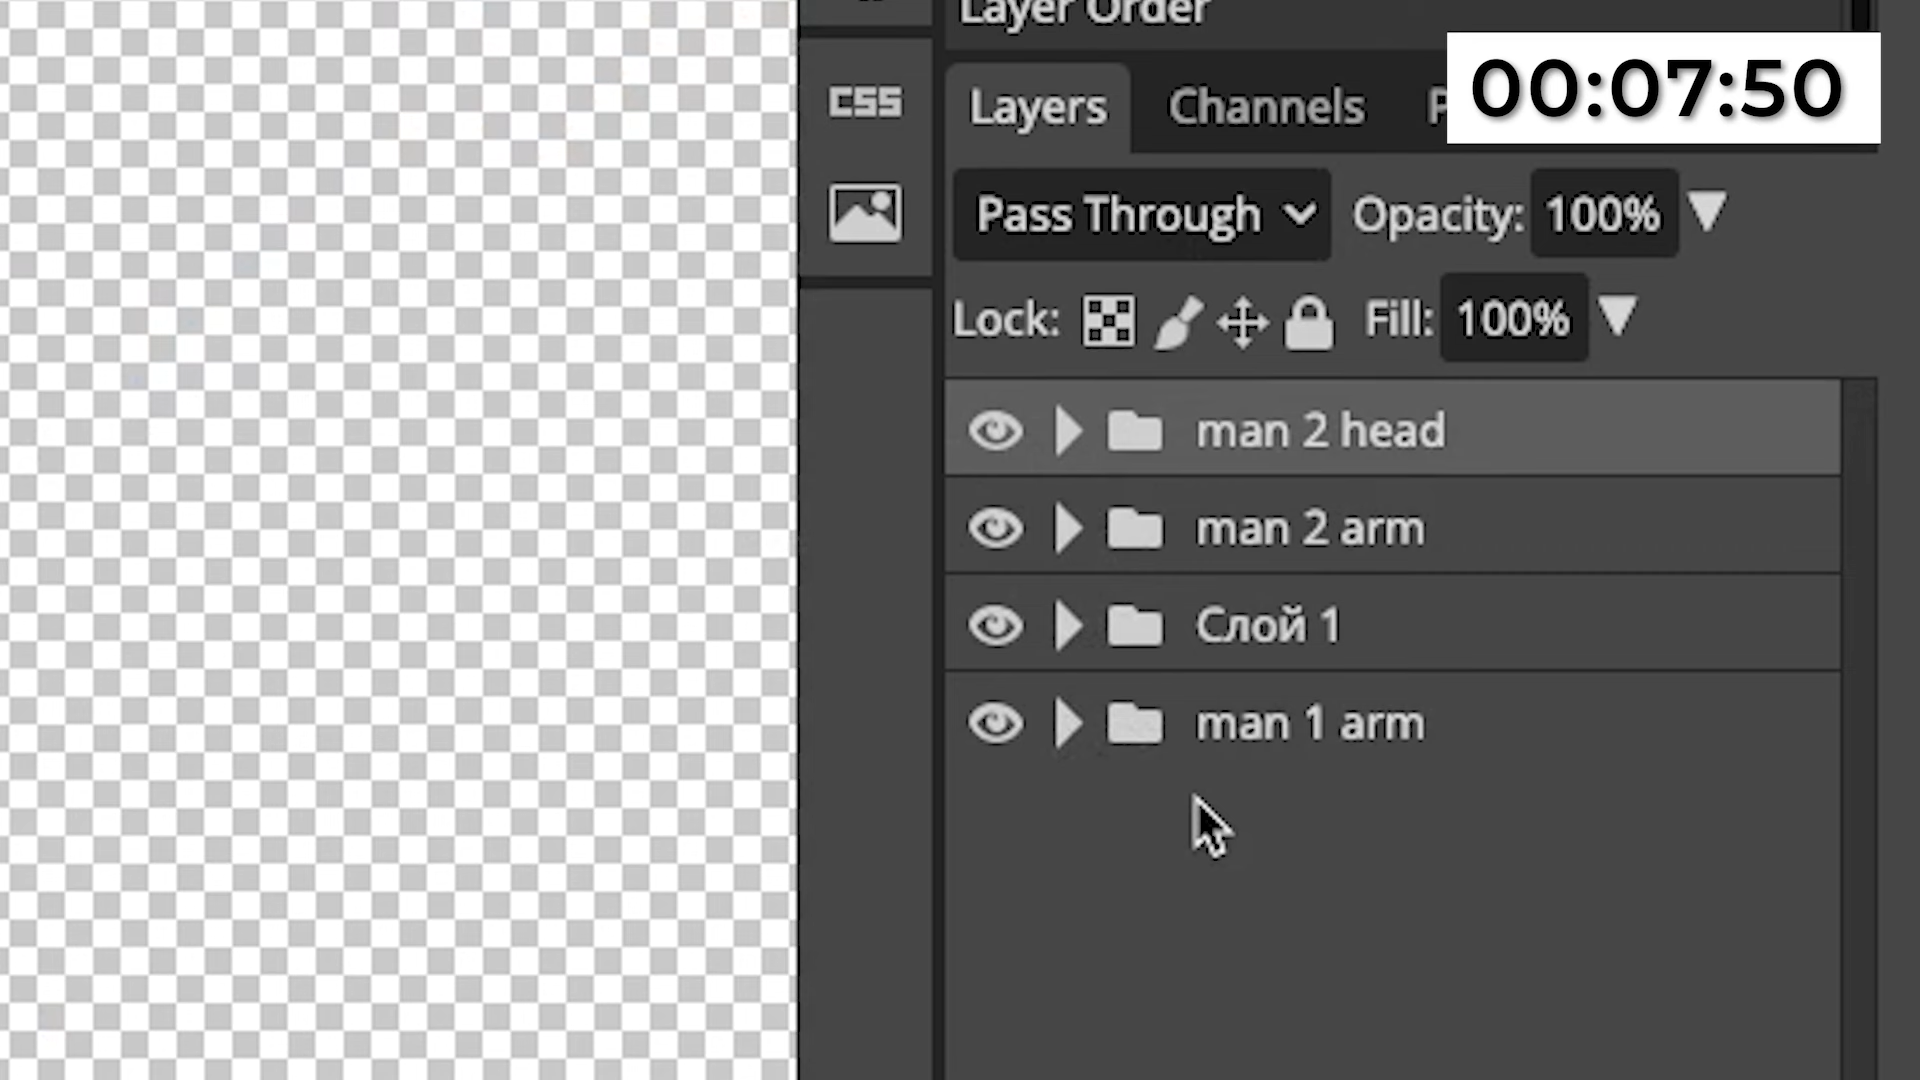 Layer Order
CSS
Layers Channels P
00:07:50
Pass Through Opacity: 100%
Lock: Fill: 100%
man 2 head
man 2 arm
Слой 1
man 1 arm